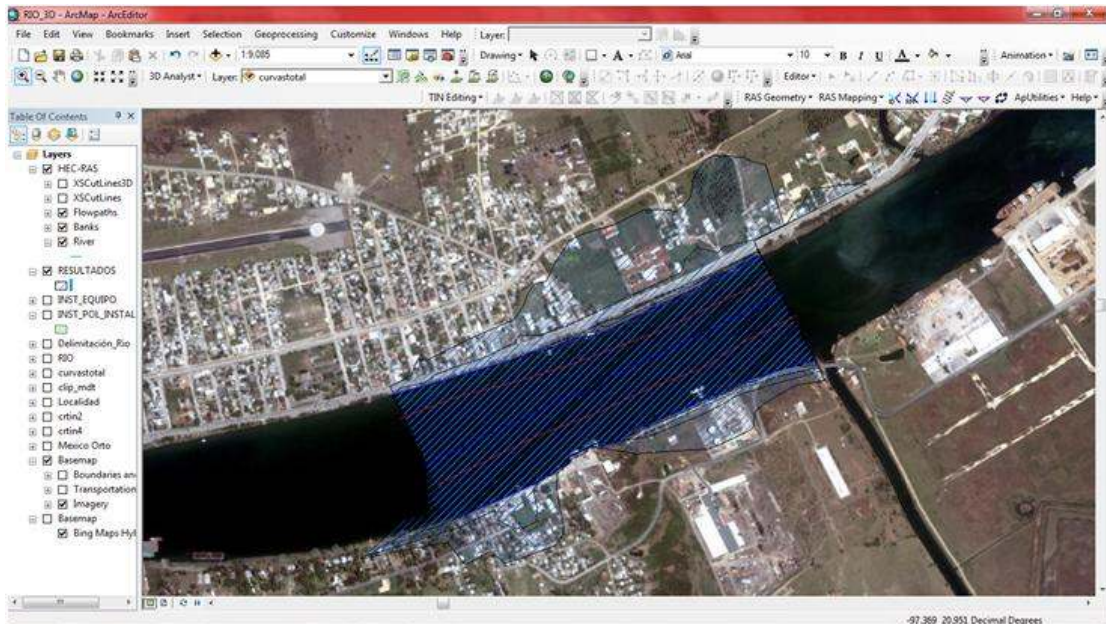 RIO_3D - ArcMap - ArcEditor
File Edit View Bookmarks Insert Selection Geoprocessing Customize Windows Help Layer:
1:9.085 Drawing A Arial 10 B I U A Animation
3D Analyst Layer: curvastotal Editor
TIN Editing RAS Geometry RAS Mapping ApUtilities Help
Table Of Contents
Layers
HEC-RAS
XSCutLines3D
XSCutLines
Flowpaths
Banks
River
RESULTADOS
INST_EQUIPO
INST_POL_INSTAL
Delimitación_Rio
RIO
curvastotal
clip_mdt
Localidad
crtin2
crtin4
Mexico Orto
Basemap
Boundaries an
Transportation
Imagery
Basemap
Bing Maps Hyl
-97.369 20.951 Decimal Degrees